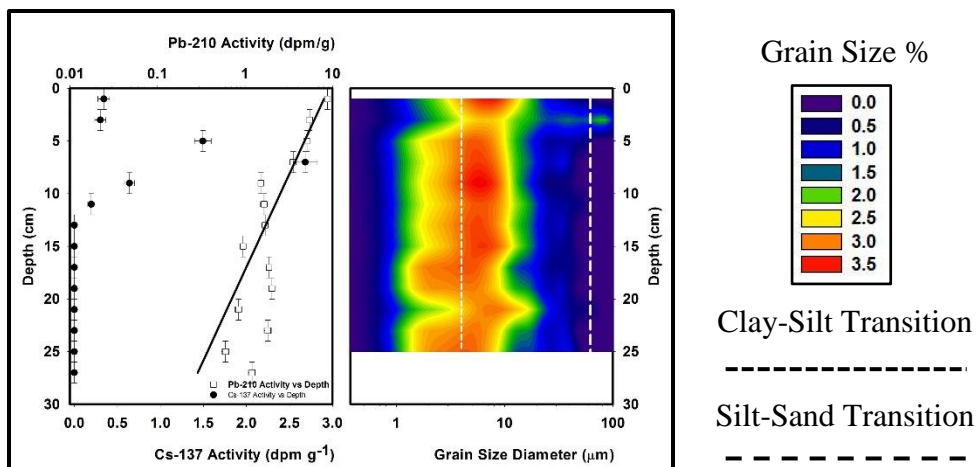 Pb-210 Activity (dpm/g)
0.01 0.1 1 10
0
5
10
15
20
25
30
Depth (cm)
Pb-210 Activity vs Depth
Cs-137 Activity vs Depth
0.0 0.5 1.0 1.5 2.0 2.5 3.0
Cs-137 Activity (dpm g⁻¹)
0
5
10
15
20
25
30
Depth (cm)
1 10 100
Grain Size Diameter (μm)
Depth (cm)
Grain Size %
0.0
0.5
1.0
1.5
2.0
2.5
3.0
3.5
Clay-Silt Transition
Silt-Sand Transition